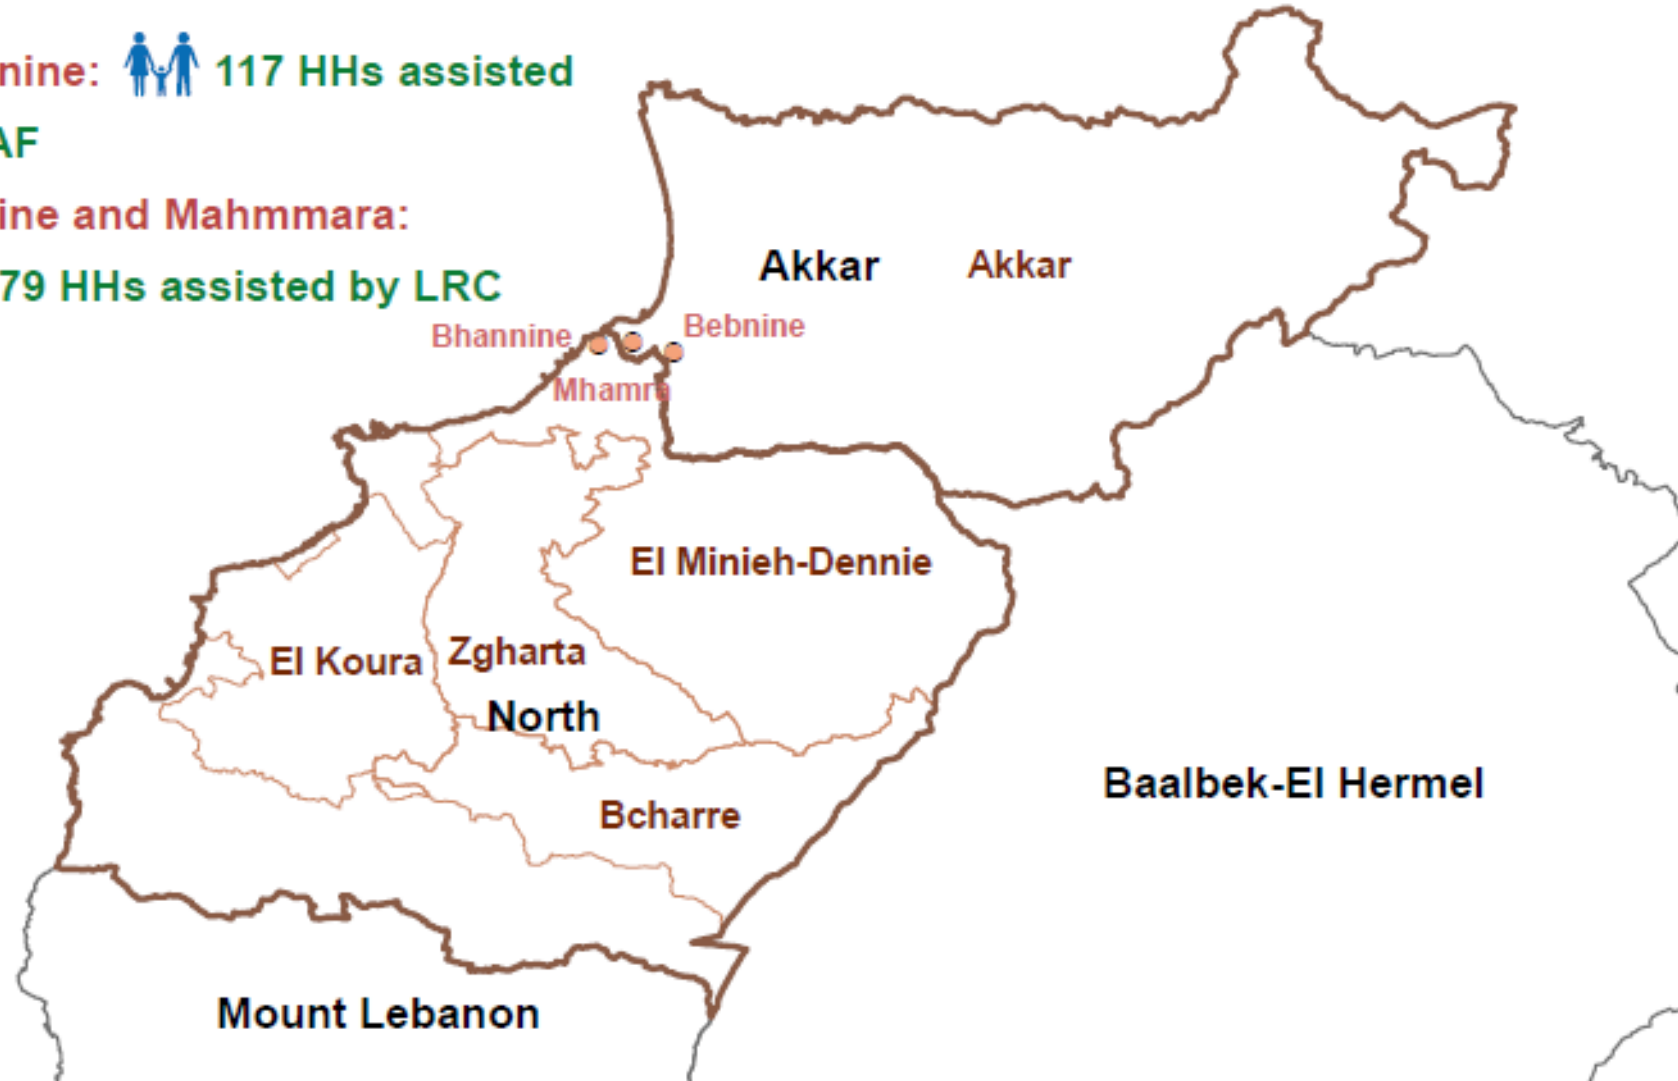 nine: 117 HHs assisted
AF
ine and Mahmmara:
79 HHs assisted by LRC
Akkar Akkar
Bhannine Bebnine
Mhamra
El Minieh-Dennie
El Koura Zgharta
North
Baalbek-El Hermel
Bcharre
Mount Lebanon